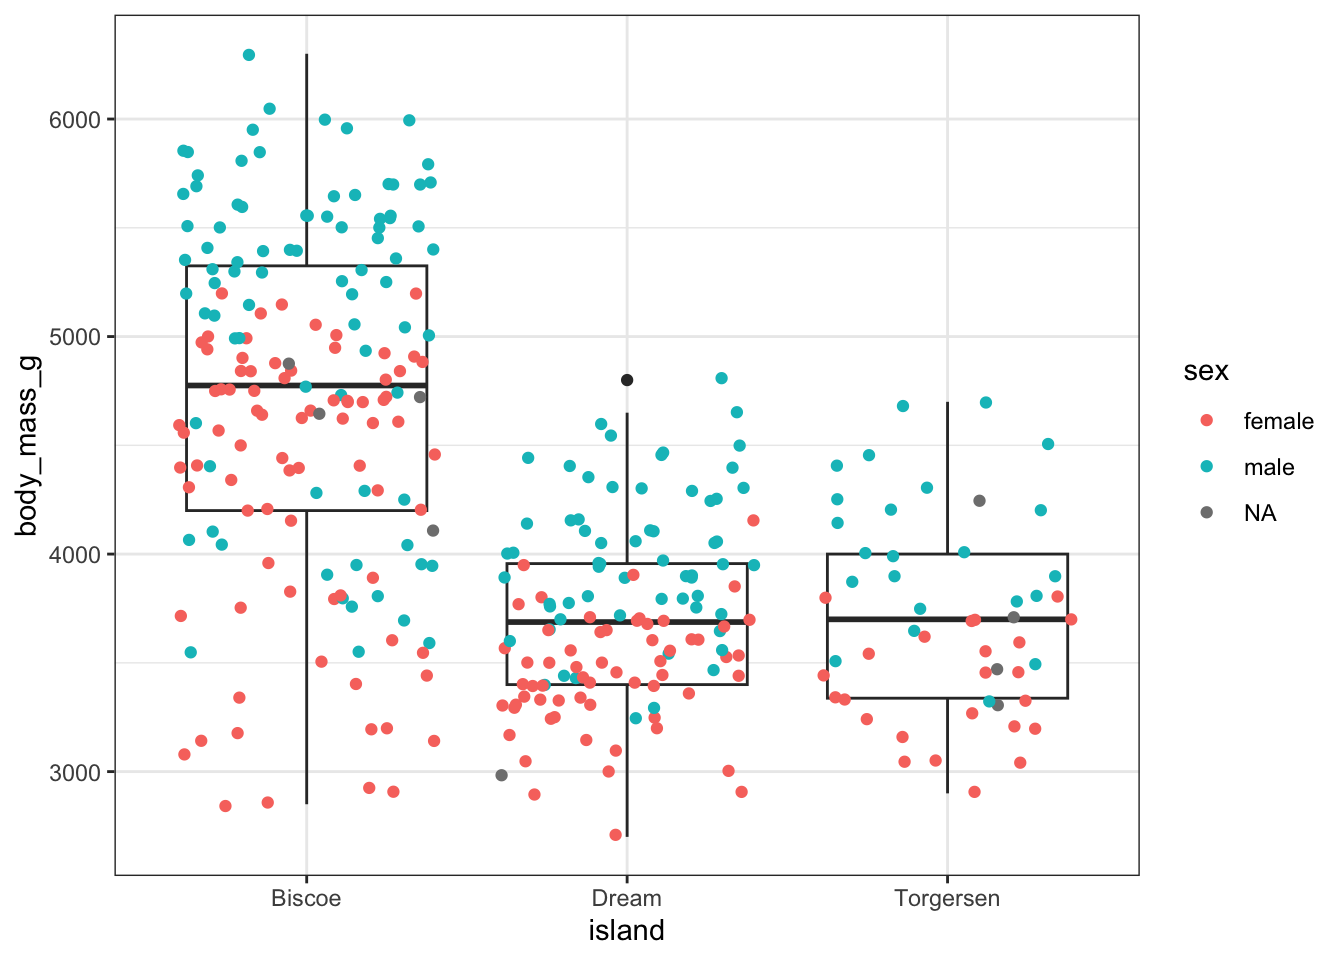 6000
5000
4000
3000
body_mass_g
Biscoe Dream Torgersen
island
sex
female
male
NA